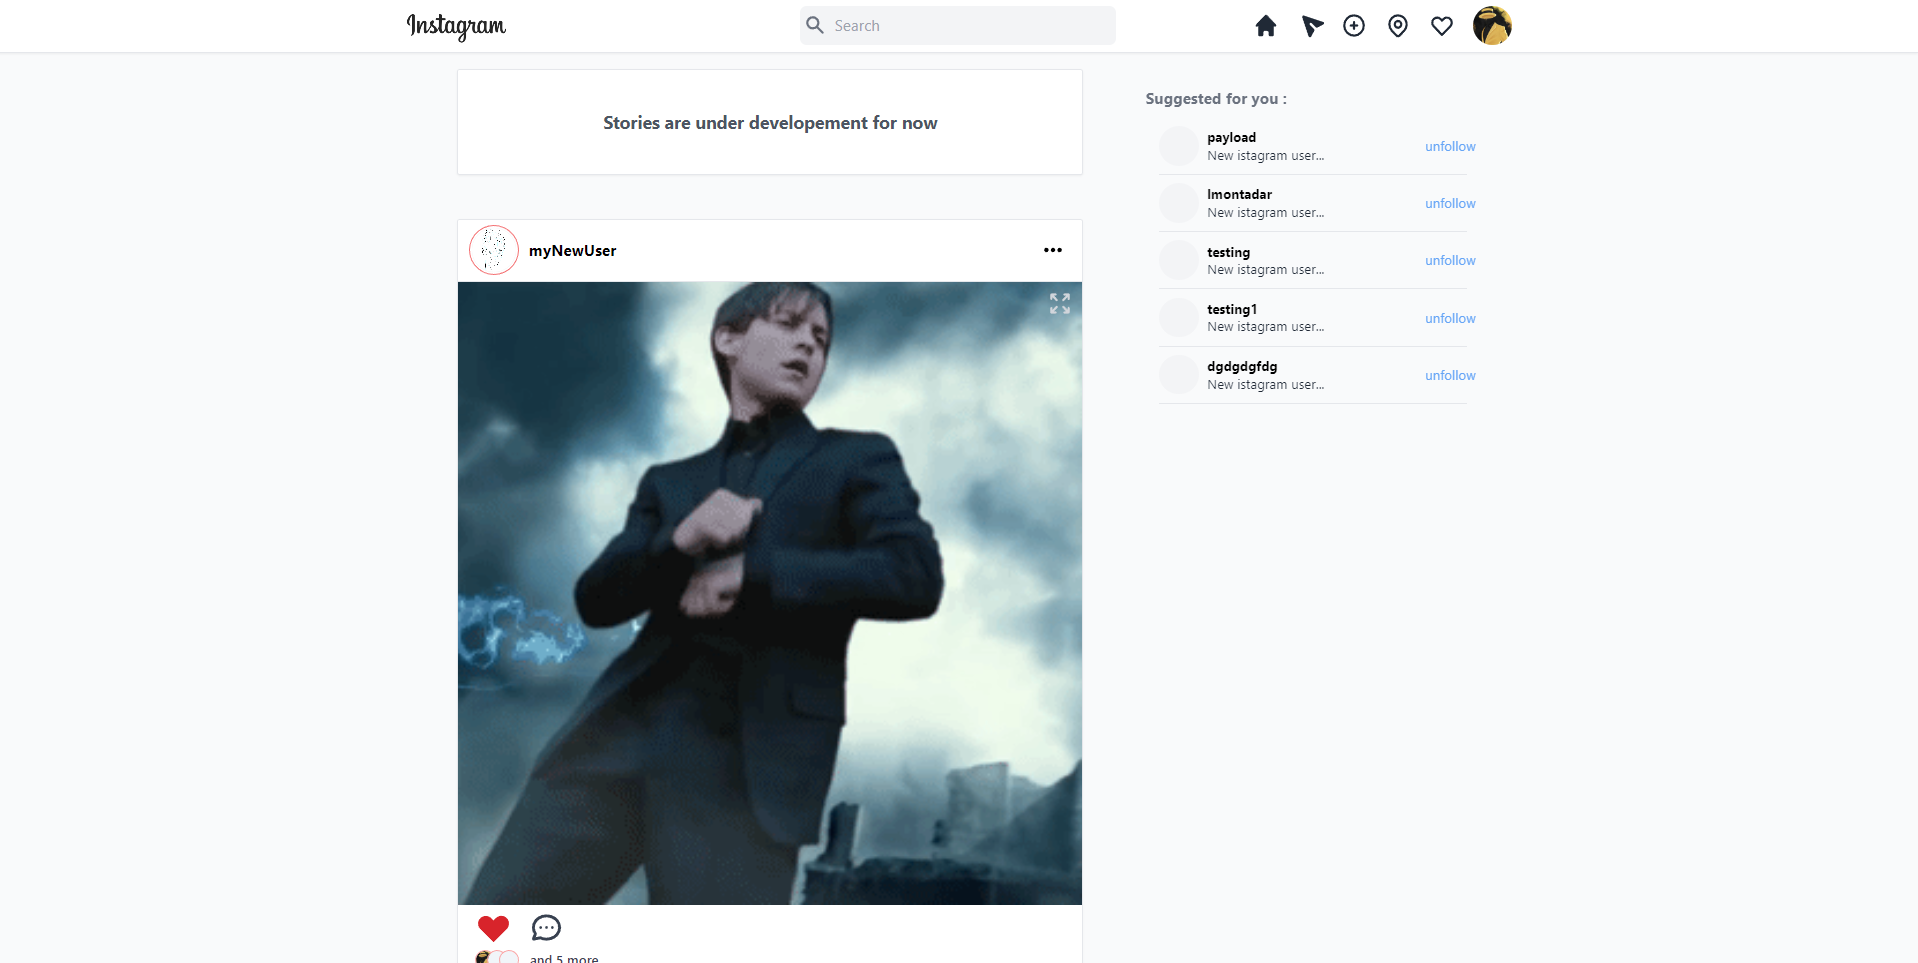 Instagram
Search
Stories are under developement for now
myNewUser
and 5 more
Suggested for you :
payload
New istagram user...
unfollow
lmontadar
New istagram user...
unfollow
testing
New istagram user...
unfollow
testing1
New istagram user...
unfollow
dgdgdgfdg
New istagram user...
unfollow